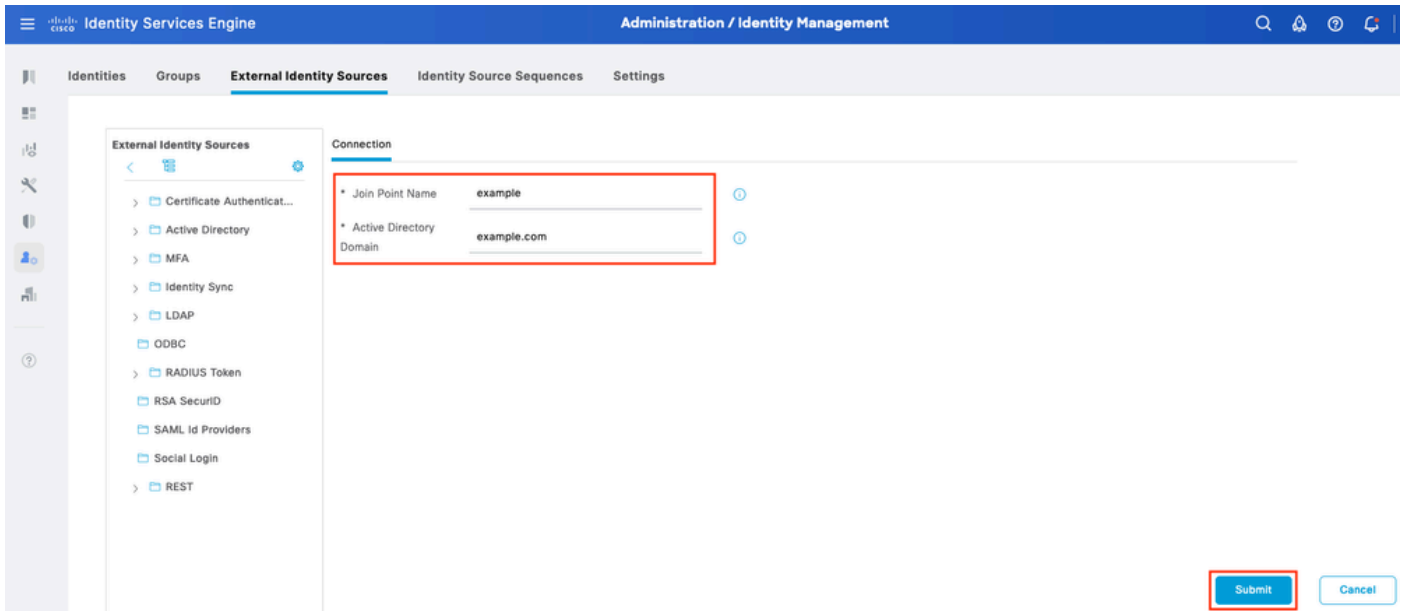 cisco Identity Services Engine
Administration / Identity Management
Identities Groups External Identity Sources Identity Source Sequences Settings
External Identity Sources
Certificate Authenticat...
Active Directory
MFA
Identity Sync
LDAP
ODBC
RADIUS Token
RSA SecurID
SAML Id Providers
Social Login
REST
Connection
* Join Point Name example
* Active Directory
Domain example.com
Submit Cancel